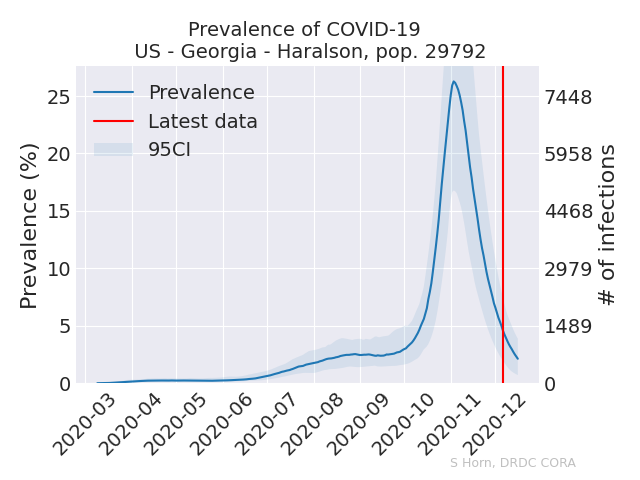 Prevalence of COVID-19
US - Georgia - Haralson, pop. 29792
Prevalence (%)
25
20
15
10
5
0
Prevalence
Latest data
95CI
7448
5958
4468
2979
1489
0
# of infections
2020-03
2020-04
2020-05
2020-06
2020-07
2020-08
2020-09
2020-10
2020-11
2020-12
S Horn, DRDC CORA